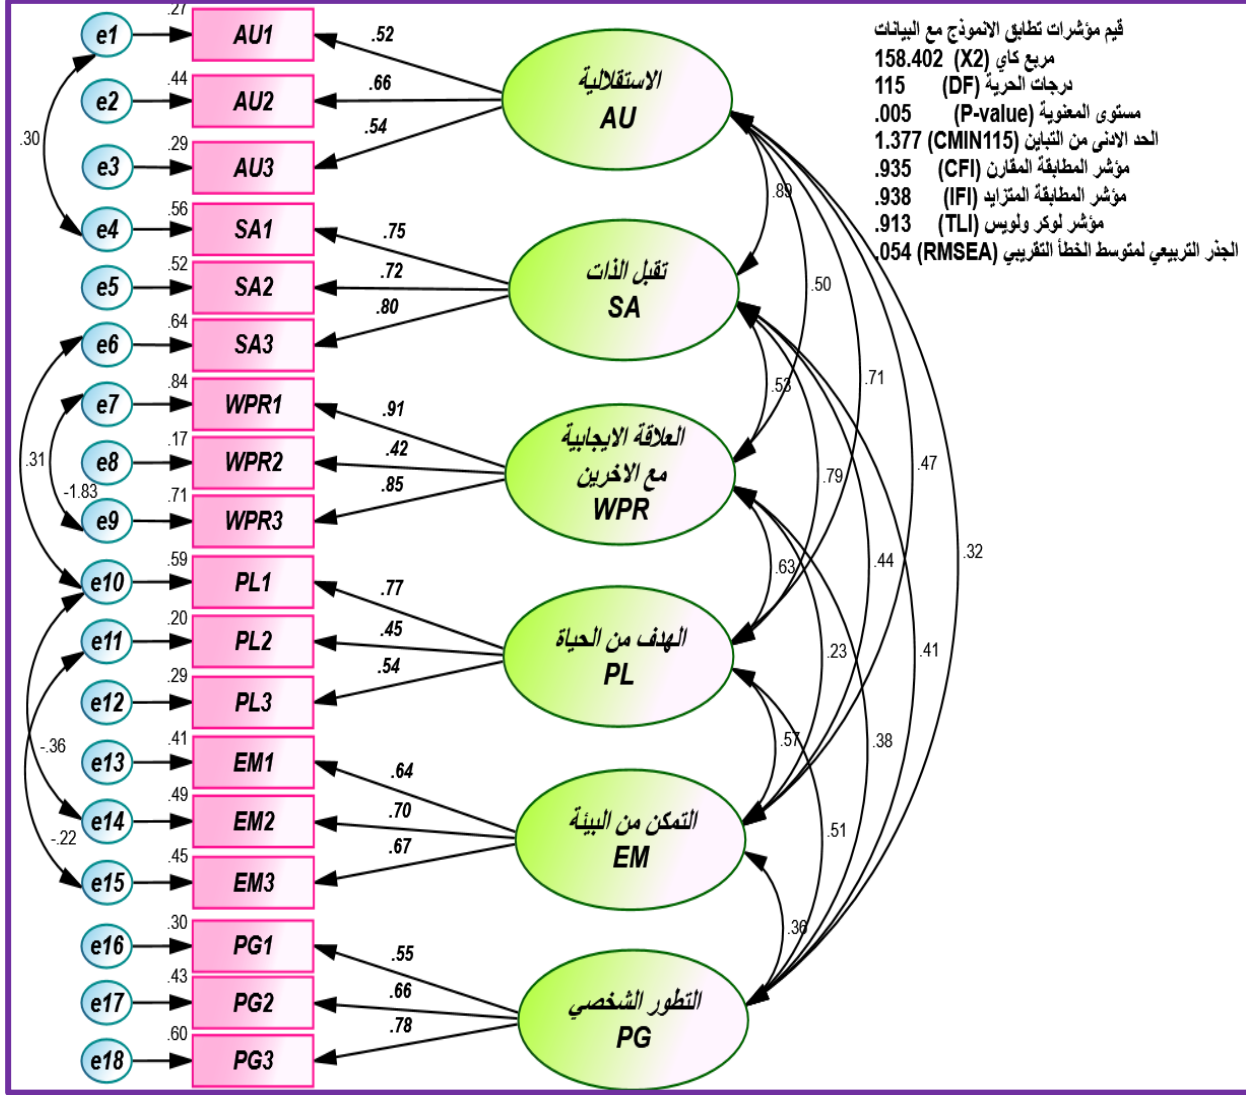 قيم مؤشرات تطابق الانموذج مع البيانات
مربع كاي (X2) 158.402
درجات الحرية (DF) 115
مستوى المعنوية (P-value) .005
الحد الادنى من التباين (CMIN115) 1.377
مؤشر المطابقة المقارن (CFI) .935
مؤشر المطابقة المتزايد (IFI) .938
مؤشر لوكر ولويس (TLI) .913
الجذر التربيعي لمتوسط الخطأ التقريبي (RMSEA) .054
e1 .27 AU1 .52
e2 .44 AU2 .66
e3 .29 AU3 .54
الاستقلالية
AU
.30
e4 .56 SA1 .75
e5 .52 SA2 .72
e6 .64 SA3 .80
تقبل الذات
SA
e7 .84 WPR1 .91
e8 .17 WPR2 .42
e9 .71 WPR3 .85
العلاقة الايجابية
مع الاخرين
WPR
.31
-1.83
e10 .59 PL1 .77
e11 .20 PL2 .45
e12 .29 PL3 .54
الهدف من الحياة
PL
-.36
e13 .41 EM1 .64
e14 .49 EM2 .70
e15 .45 EM3 .67
التمكن من البيئة
EM
-.22
e16 .30 PG1 .55
e17 .43 PG2 .66
e18 .60 PG3 .78
التطور الشخصي
PG
.89
.50
.53
.71
.79
.47
.63
.44
.32
.23
.41
.57
.38
.51
.36